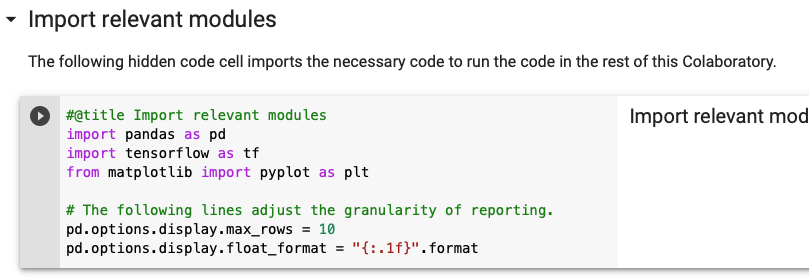 Import relevant modules
The following hidden code cell imports the necessary code to run the code in the rest of this Colaboratory.
#@title Import relevant modules
Import relevant mod
import pandas as pd
import tensorflow as tf
from matplotlib import pyplot as plt
# The following lines adjust the granularity of reporting.
pd.options.display.max_rows = 10
pd.options.display.float_format = "{:.1f}".format